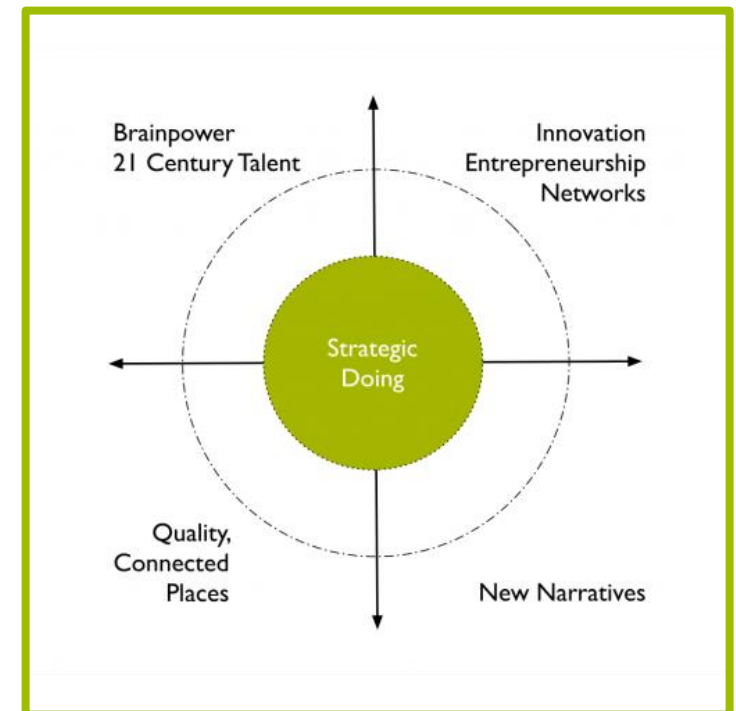 Brainpower
21 Century Talent
Innovation
Entrepreneurship
Networks
Strategic
Doing
Quality,
Connected
Places
New Narratives